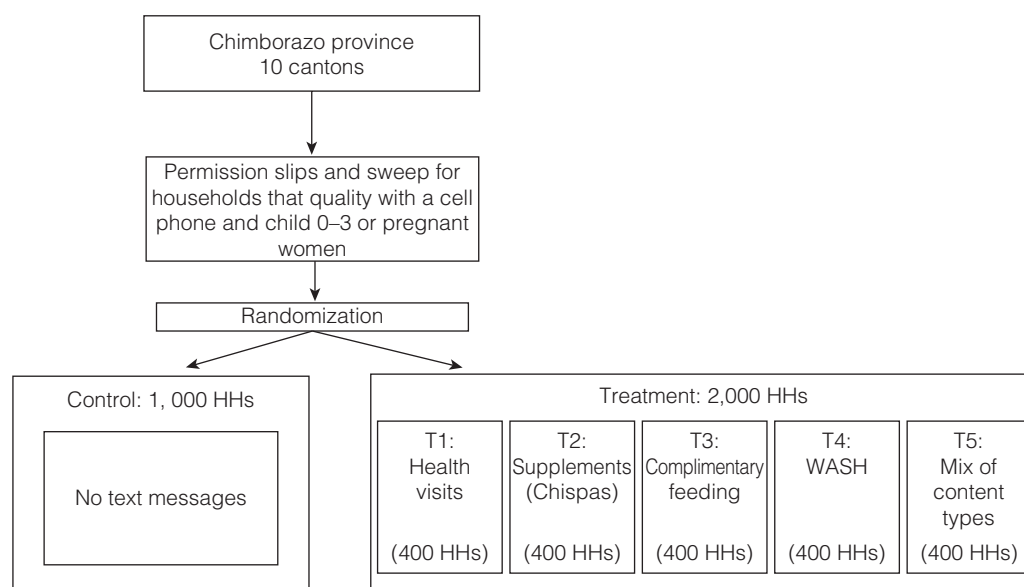 Chimborazo province
10 cantons
Permission slips and sweep for
households that quality with a cell
phone and child 0–3 or pregnant
women
Randomization
Control: 1, 000 HHs
No text messages
Treatment: 2,000 HHs
T1:
Health
visits
(400 HHs)
T2:
Supplements
(Chispas)
(400 HHs)
T3:
Complimentary
feeding
(400 HHs)
T4:
WASH
(400 HHs)
T5:
Mix of
content
types
(400 HHs)